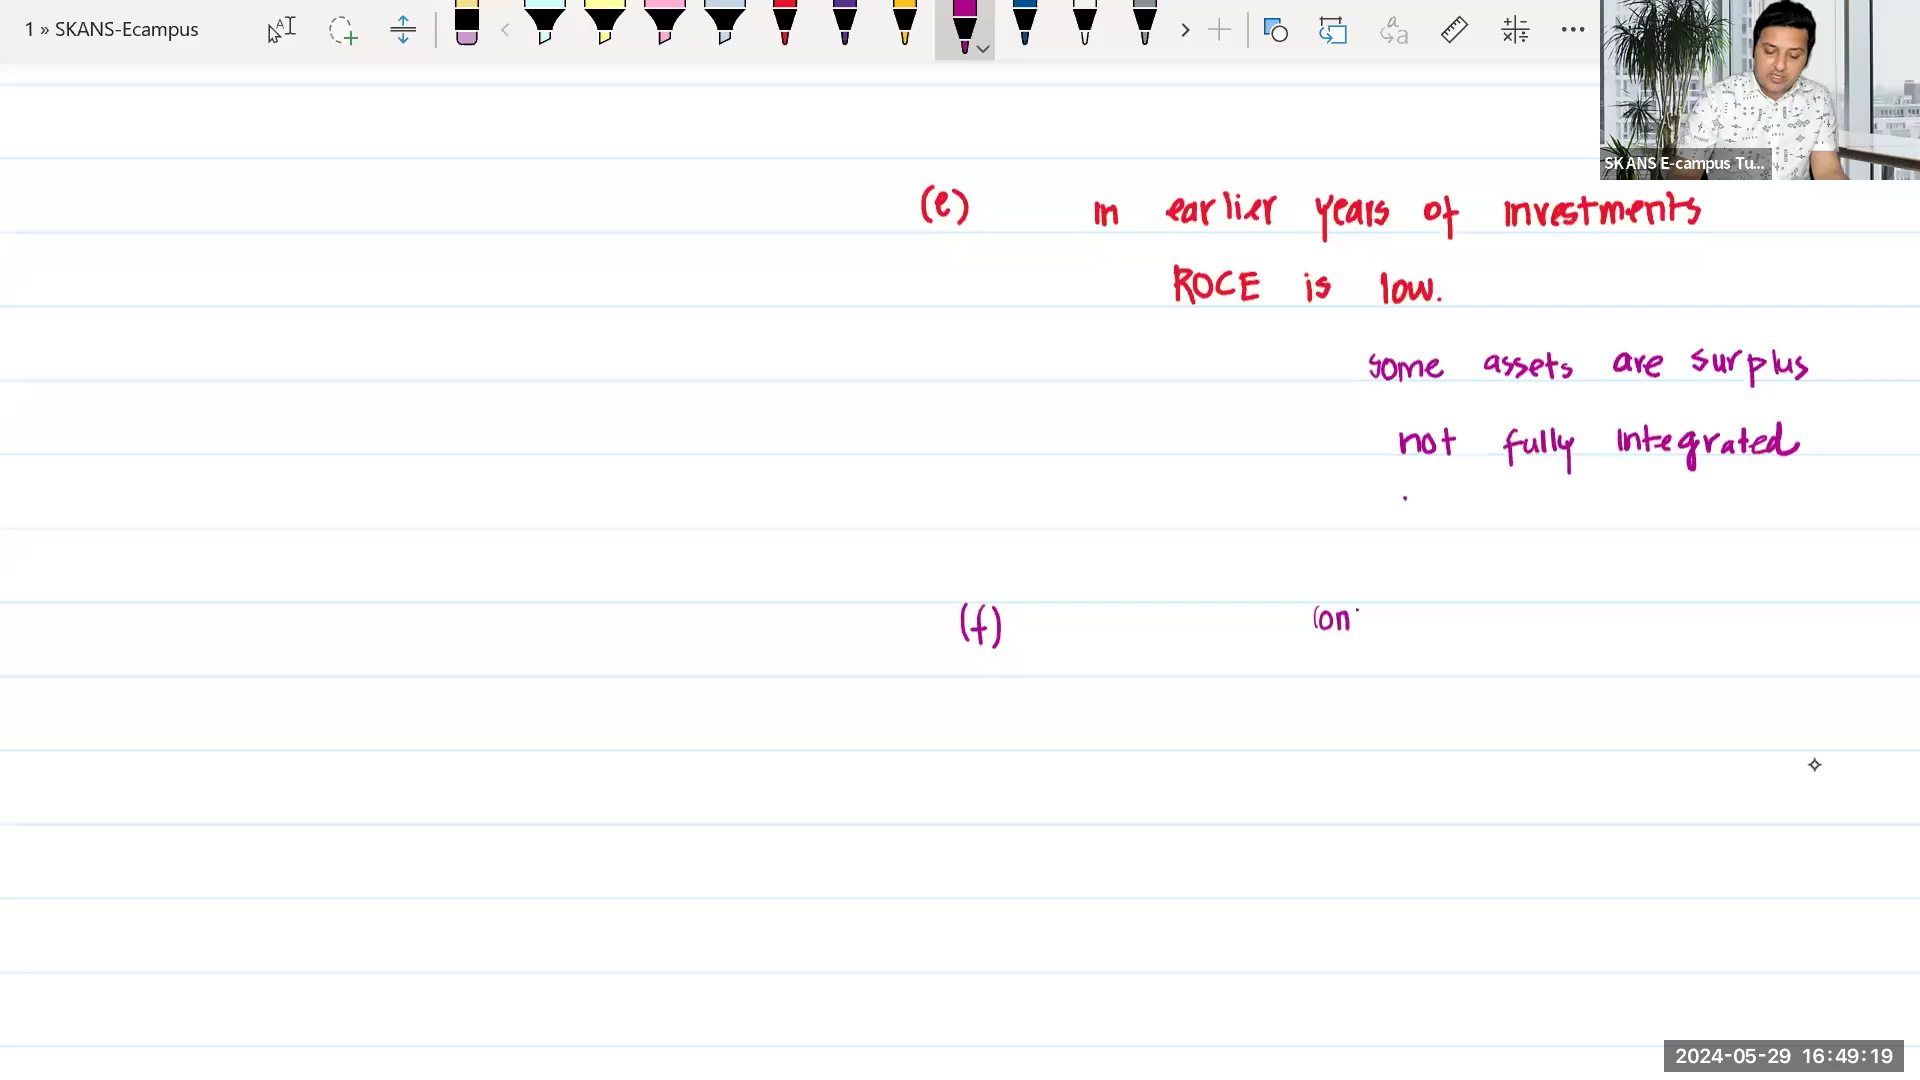 1 » SKANS-Ecampus
SKANS E-campus Tu...
(e) in earlier years of investments
ROCE is low.
some assets are surplus
not fully integrated
(f) con
2024-05-29 16:49:19